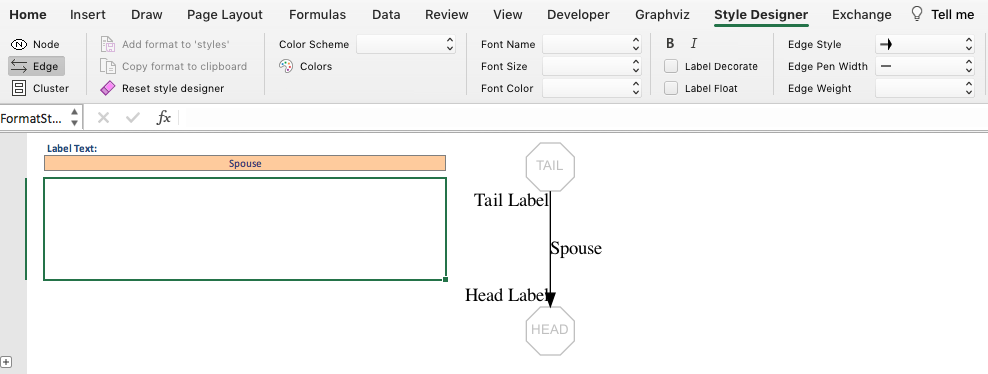 Home Insert Draw Page Layout Formulas Data Review View Developer Graphviz Style Designer Exchange Tell me
N Node Add format to 'styles' Color Scheme Font Name B I Edge Style
Edge Copy format to clipboard Colors Font Size Label Decorate Edge Pen Width
Cluster Reset style designer Font Color Label Float Edge Weight
FormatSt... fx
Label Text:
Spouse
TAIL
Tail Label
Spouse
Head Label
HEAD